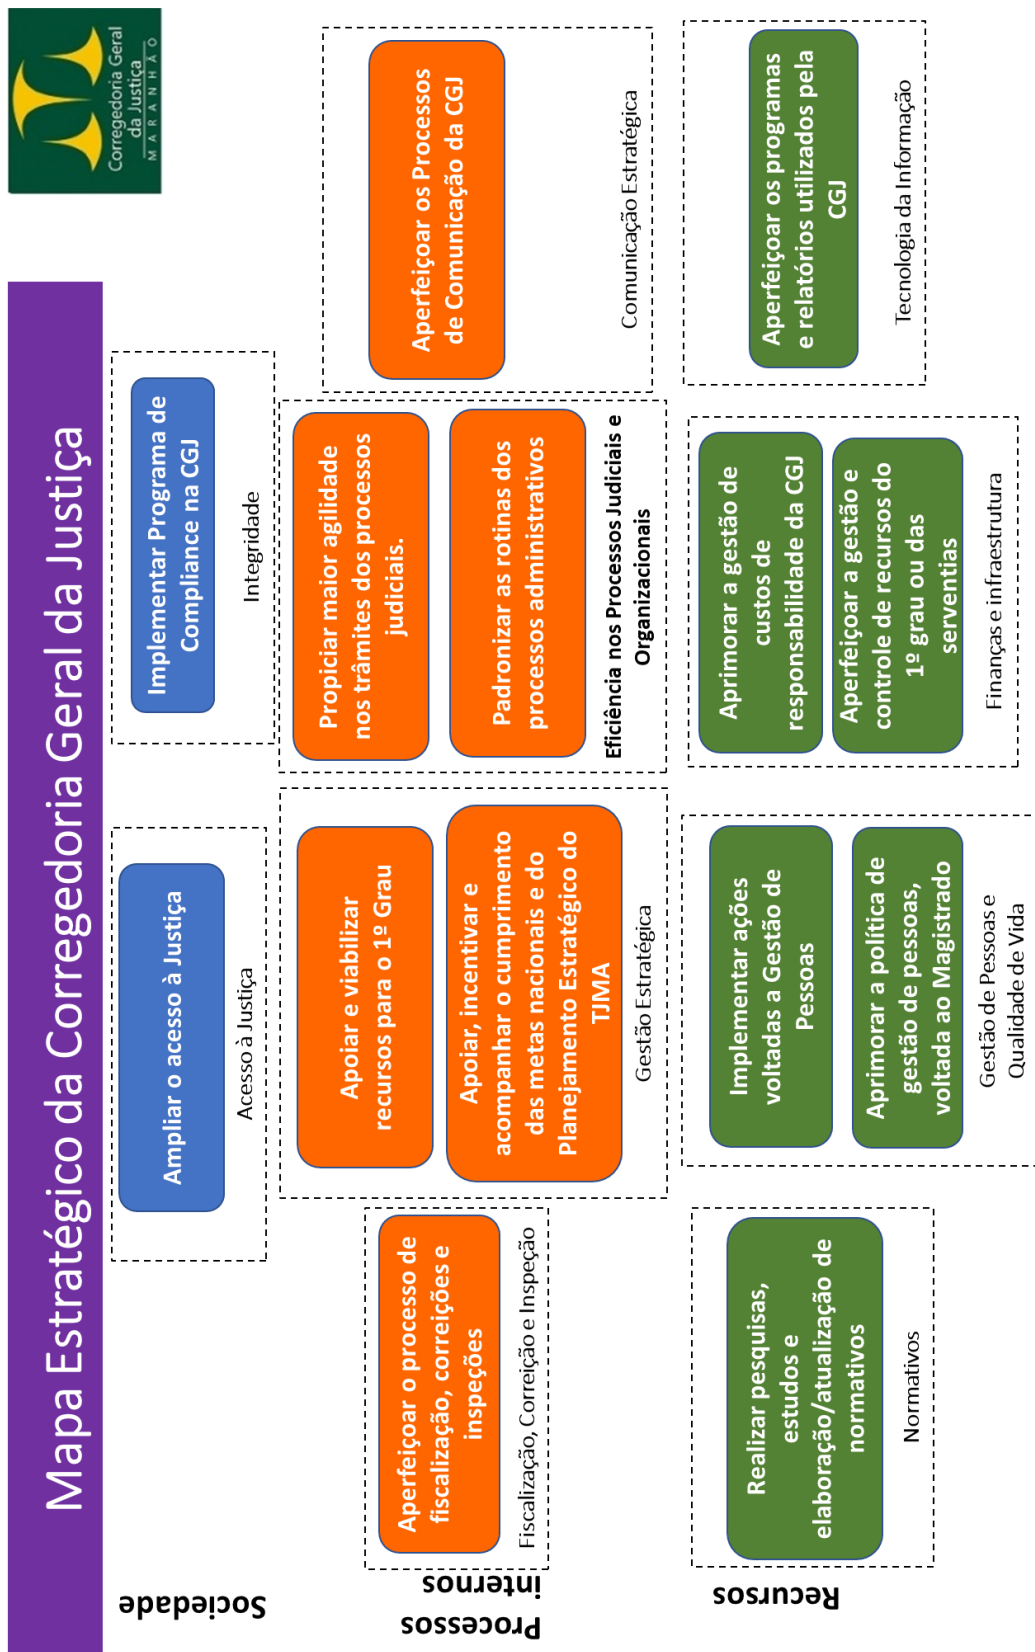 Mapa Estratégico da Corregedoria Geral da Justiça
Corregedoria Geral
da Justiça
MARANHÃO
Sociedade
Ampliar o acesso à Justiça
Acesso à Justiça
Implementar Programa de
Compliance na CGJ
Integridade
Processos
internos
Aperfeiçoar o processo de
fiscalização, correições e
inspeções
Fiscalização, Correição e Inspeção
Apoiar e viabilizar
recursos para o 1º Grau
Apoiar, incentivar e
acompanhar o cumprimento
das metas nacionais e do
Planejamento Estratégico do
TJMA
Gestão Estratégica
Propiciar maior agilidade
nos trâmites dos processos
judiciais.
Padronizar as rotinas dos
processos administrativos
Eficiência nos Processos Judiciais e
Organizacionais
Aperfeiçoar os Processos
de Comunicação da CGJ
Comunicação Estratégica
Recursos
Realizar pesquisas,
estudos e
elaboração/atualização de
normativos
Normativos
Implementar ações
voltadas a Gestão de
Pessoas
Aprimorar a política de
gestão de pessoas,
voltada ao Magistrado
Gestão de Pessoas e
Qualidade de Vida
Aprimorar a gestão de
custos de
responsabilidade da CGJ
Aperfeiçoar a gestão e
controle de recursos do
1º grau ou das
serventias
Finanças e infraestrutura
Aperfeiçoar os programas
e relatórios utilizados pela
CGJ
Tecnologia da Informação